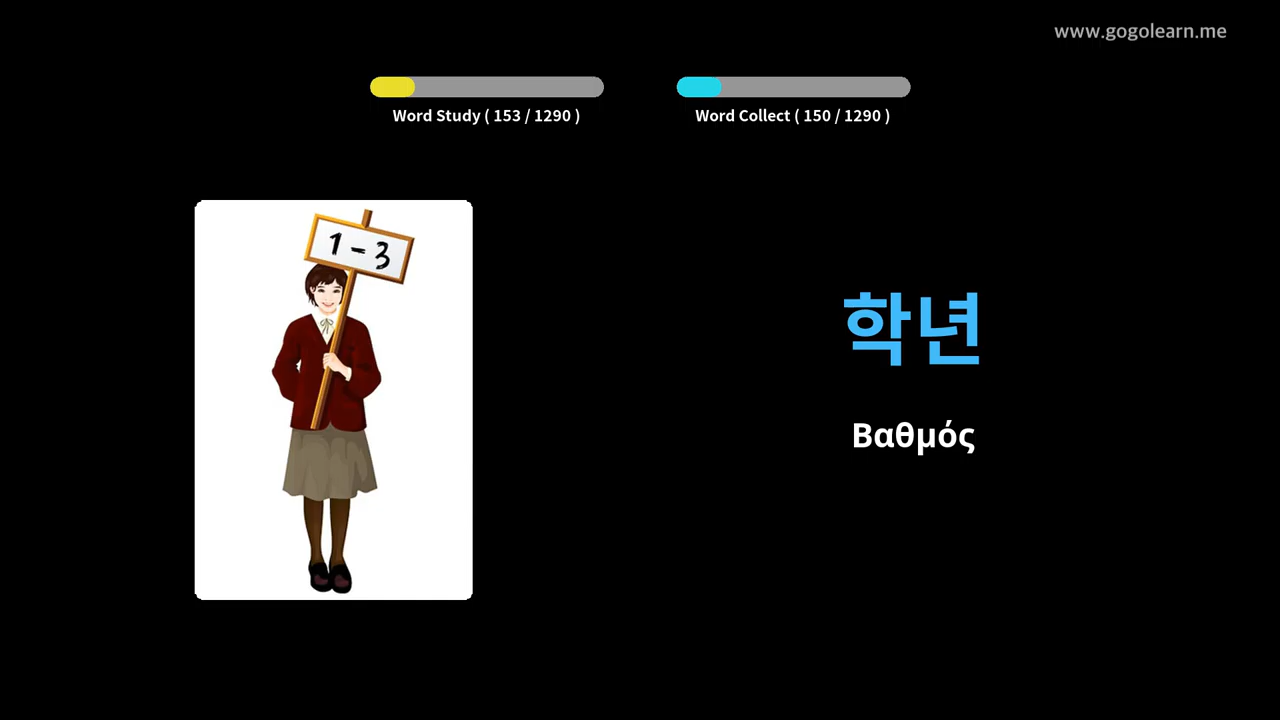 www.gogolearn.me
Word Study ( 153 / 1290 )
Word Collect ( 150 / 1290 )
1 - 3
학년
Βαθμός